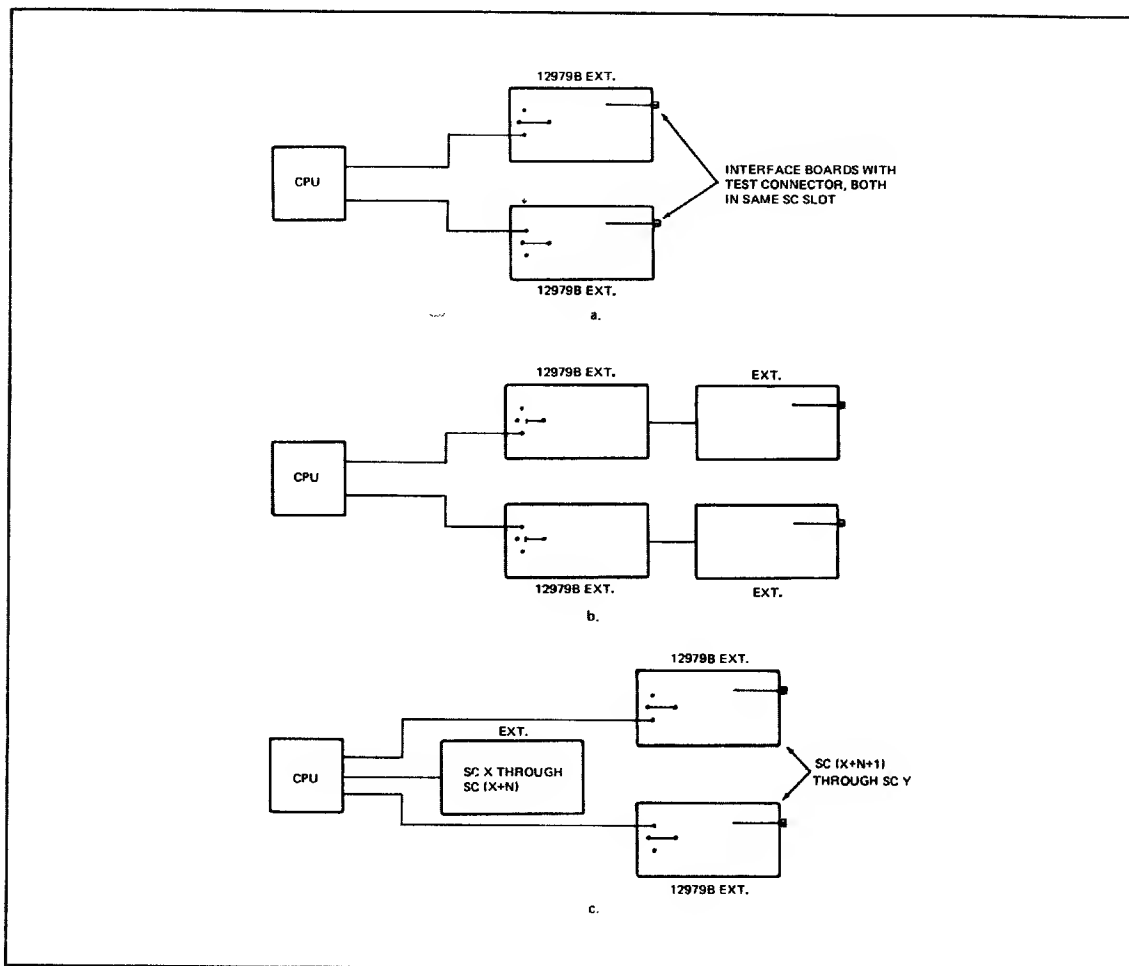 12979B EXT.
CPU
INTERFACE BOARDS WITH
TEST CONNECTOR, BOTH
IN SAME SC SLOT
12979B EXT.
a.
12979B EXT.
EXT.
CPU
12979B EXT.
EXT.
b.
12979B EXT.
EXT.
CPU
SC X THROUGH
SC (X+N)
SC (X+N+1)
THROUGH SC Y
12979B EXT.
c.